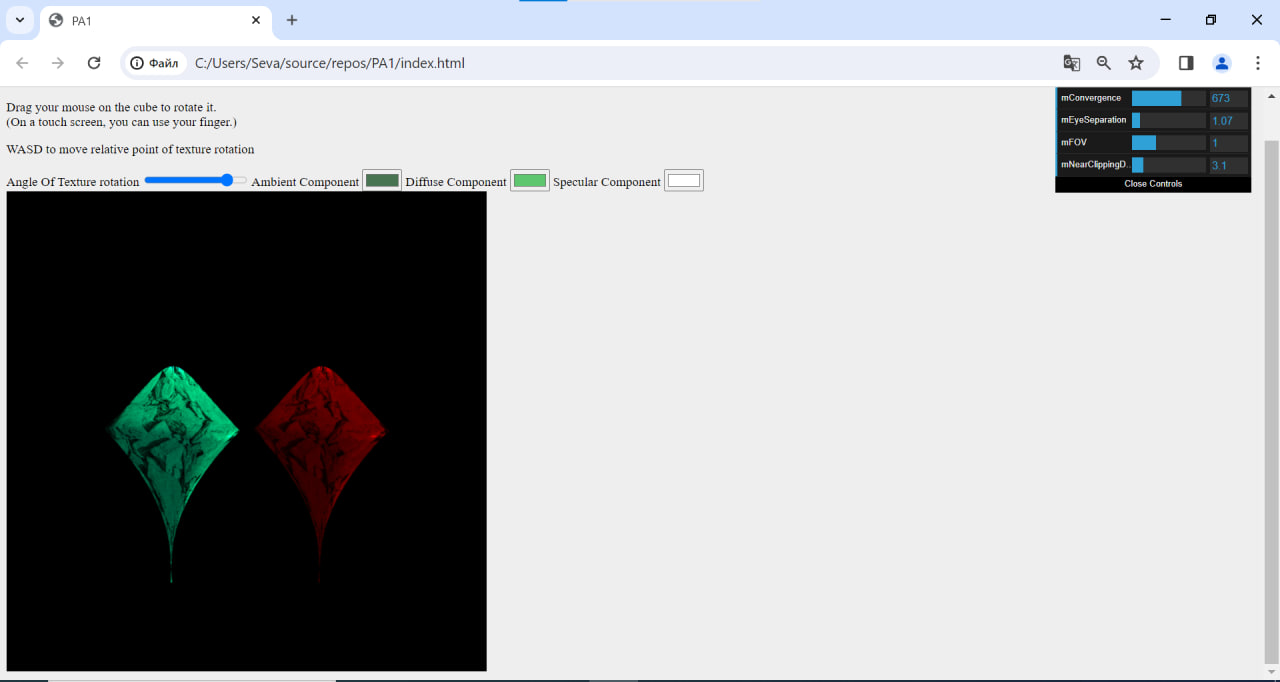 PA1
Файл
C:/Users/Seva/source/repos/PA1/index.html
Drag your mouse on the cube to rotate it.
(On a touch screen, you can use your finger.)
WASD to move relative point of texture rotation
Angle Of Texture rotation Ambient Component Diffuse Component Specular Component
mConvergence 673
mEyeSeparation 1.07
mFOV 1
mNearClippingD.. 3.1
Close Controls